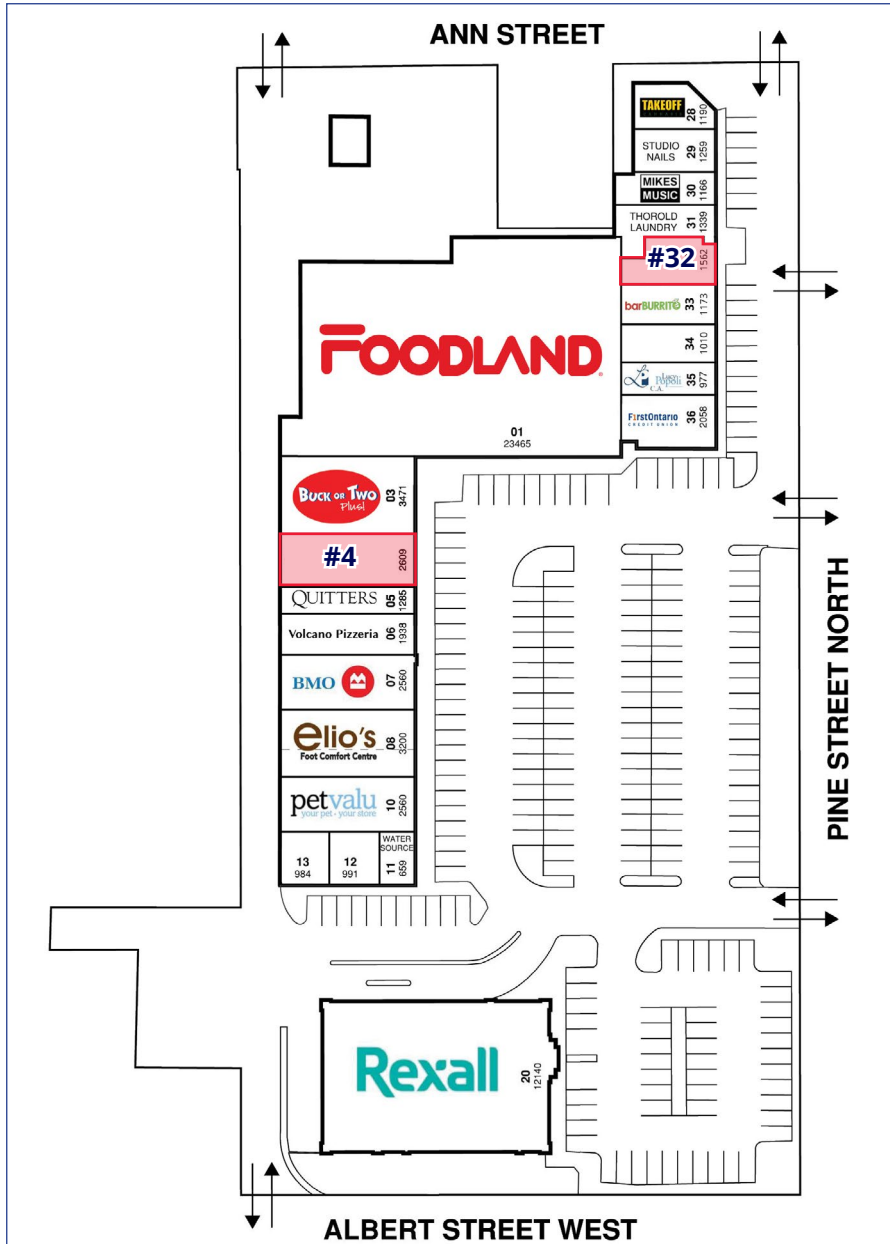 ANN STREET
TAKEOFF
28
1190
STUDIO
NAILS
29
1259
MIKES
MUSIC
30
1166
THOROLD
LAUNDRY
31
1339
#32
1562
barBURRITO
33
1173
34
1010
35
977
C.A.
FirstOntario
CREDIT UNION
36
2058
FOODLAND
01
23465
BUCK OR TWO
Plus!
03
3471
#4
2609
QUITTERS
05
1285
Volcano Pizzeria
06
1938
BMO
07
2560
elio's
Foot Comfort Centre
08
3200
petvalu
your pet • your store
10
2560
WATER
SOURCE
11
659
12
991
13
984
PINE STREET NORTH
Rexall
20
12140
ALBERT STREET WEST